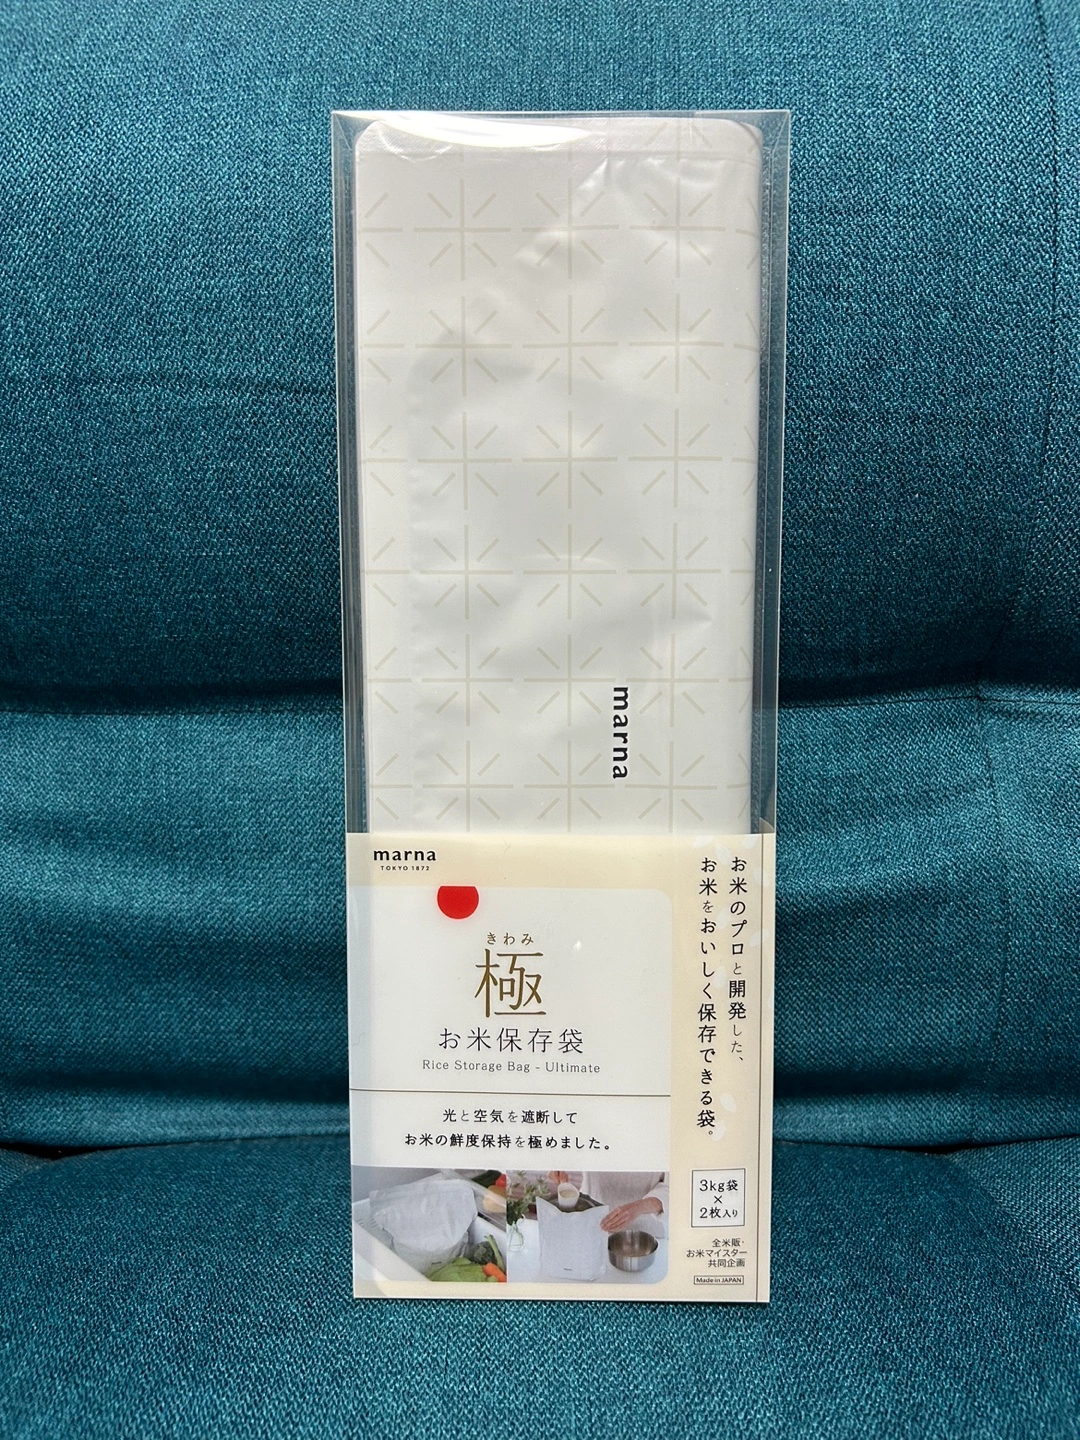 marna
marna
TOKYO 1872
きわみ
極
お米保存袋
Rice Storage Bag - Ultimate
光と空気を遮断して
お米の鮮度保持を極めました。
お米のプロと開発した、
お米をおいしく保存できる袋。
3kg袋
×
2枚入り
全米販・
お米マイスター
共同企画
Made in JAPAN